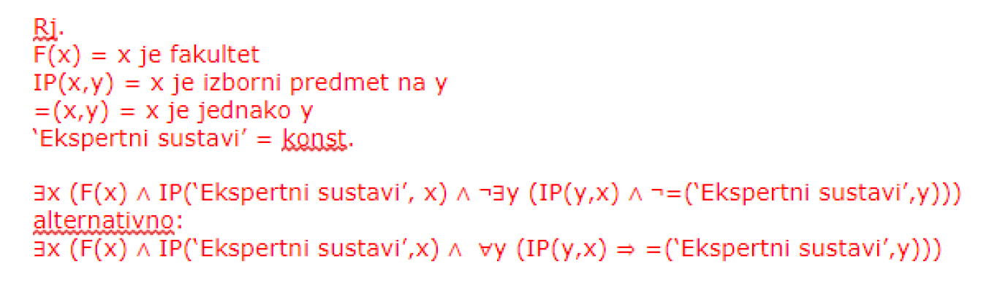 Rj.
F(x) = x je fakultet
IP(x,y) = x je izborni predmet na y
=(x,y) = x je jednako y
‛Ekspertni sustavi’ = konst.
∃x (F(x) ∧ IP(‛Ekspertni sustavi’, x) ∧ ¬∃y (IP(y,x) ∧ ¬=(‛Ekspertni sustavi’,y)))
alternativno:
∃x (F(x) ∧ IP(‛Ekspertni sustavi’,x) ∧ ∀y (IP(y,x) ⇒ =(‛Ekspertni sustavi’,y)))